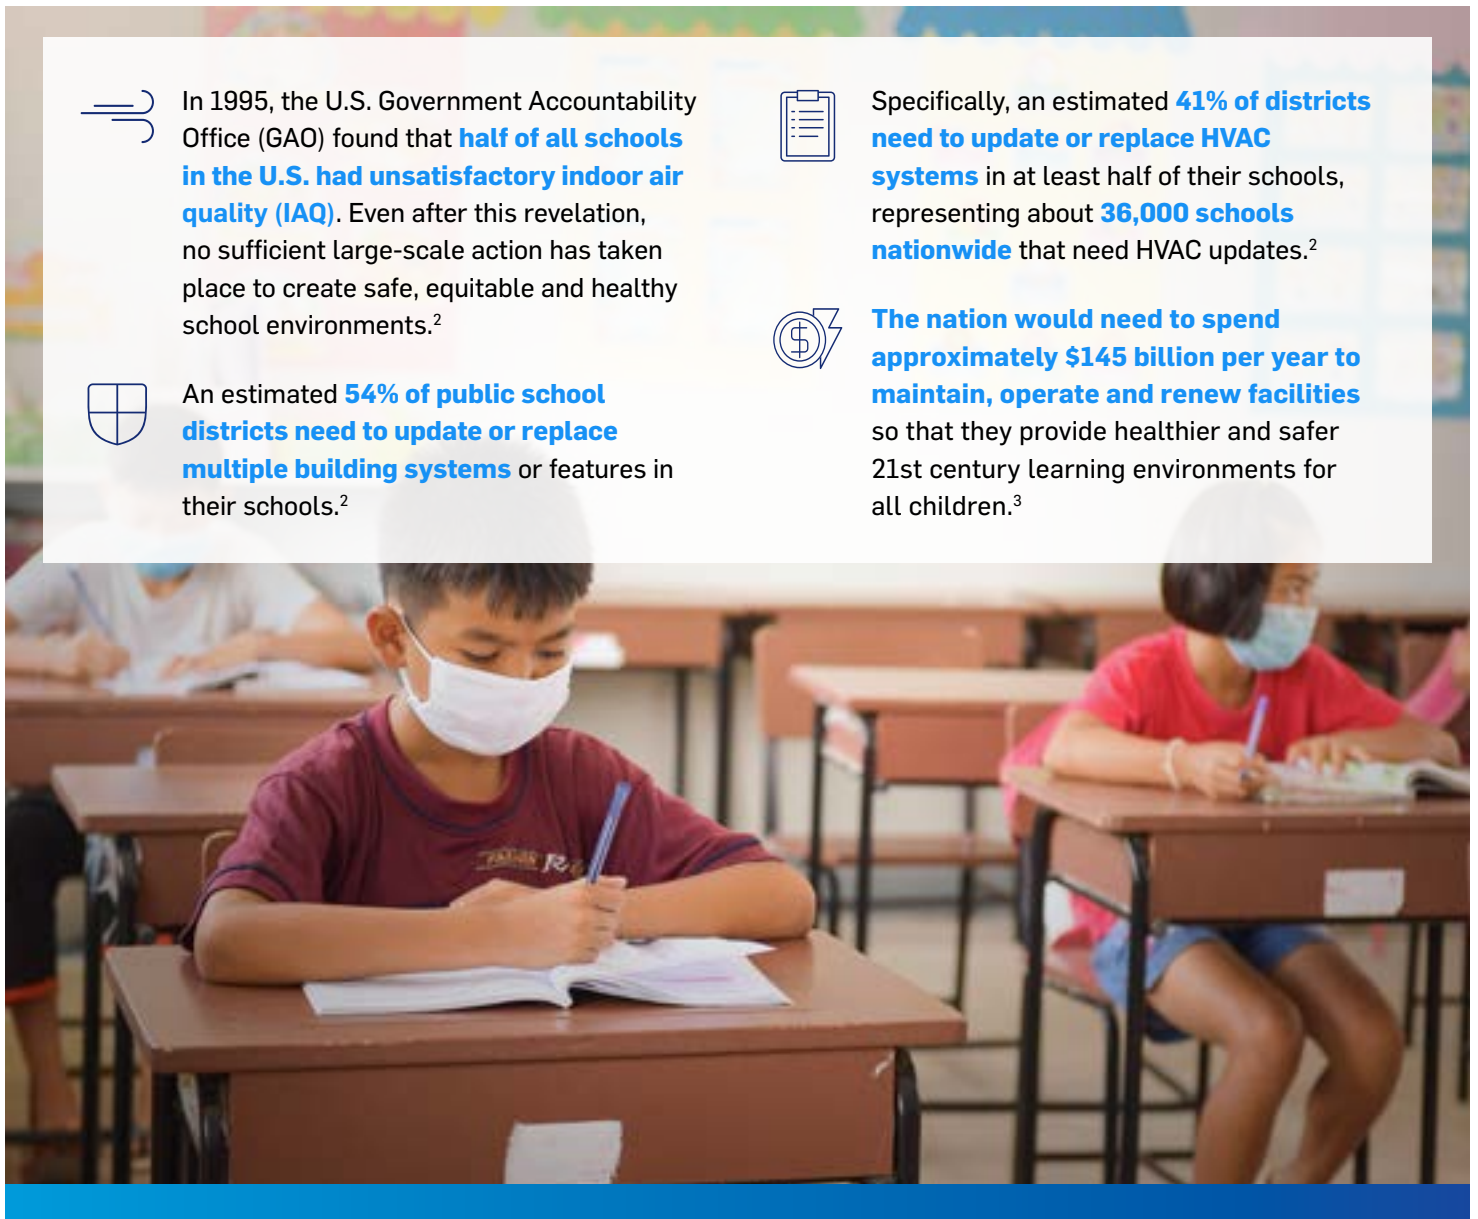 In 1995, the U.S. Government Accountability
Office (GAO) found that half of all schools
in the U.S. had unsatisfactory indoor air
quality (IAQ). Even after this revelation,
no sufficient large-scale action has taken
place to create safe, equitable and healthy
school environments.2
An estimated 54% of public school
districts need to update or replace
multiple building systems or features in
their schools.2
Specifically, an estimated 41% of districts
need to update or replace HVAC
systems in at least half of their schools,
representing about 36,000 schools
nationwide that need HVAC updates.2
The nation would need to spend
approximately $145 billion per year to
maintain, operate and renew facilities
so that they provide healthier and safer
21st century learning environments for
all children.3